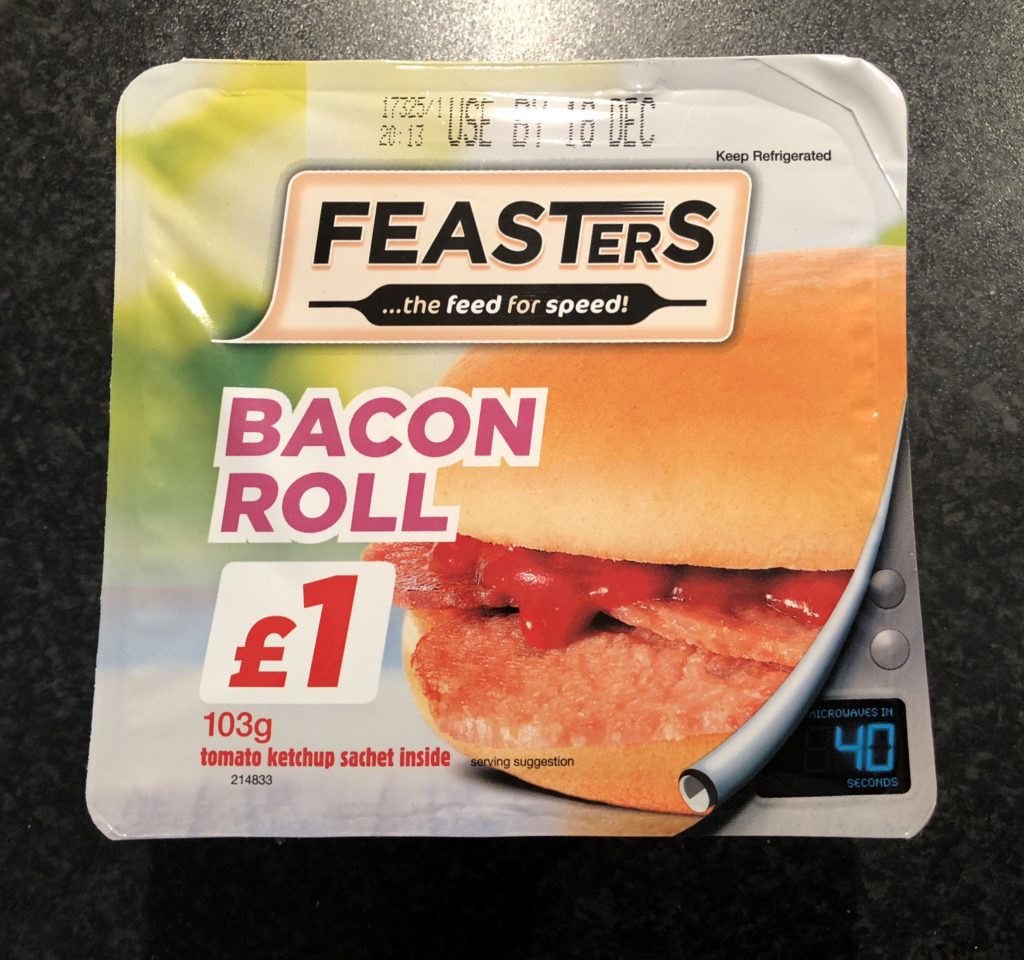 17325/1 USE BY 18 DEC
20:13
Keep Refrigerated
FEASTERS
...the feed for speed!
BACON
ROLL
£1
103g
tomato ketchup sachet inside
214833
serving suggestion
MICROWAVES IN
40
SECONDS